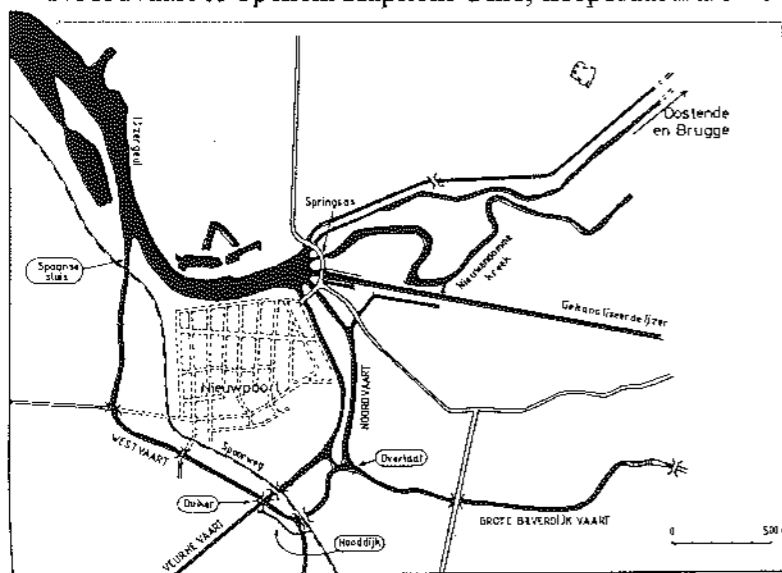 IJzergeul
Oostende
en Brugge
Springsas
Spaanse
sluis
Nieuwendamme
kreek
Gekanaliseerde Ijzer
Nieuwpoort
NOORDVAART
WESTVAART
Spoorweg
Overlaat
Duiker
GROTE BEVERDIJK VAART
VEURNE VAART
Nooddijk
0 500